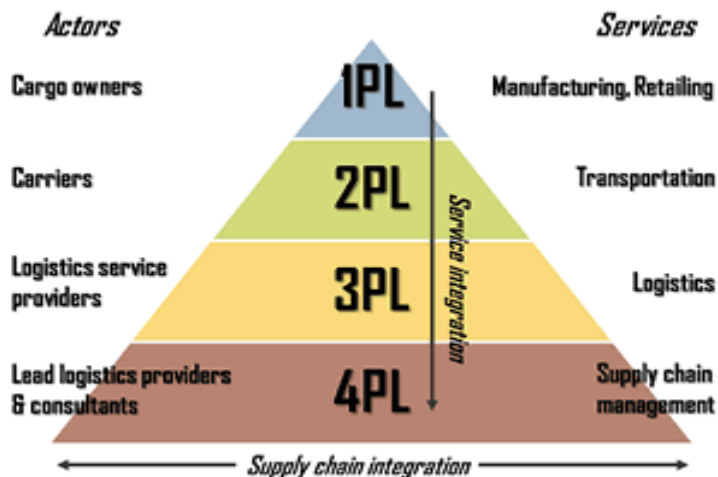 Actors
Services
Cargo owners
1PL
Manufacturing, Retailing
Carriers
2PL
Transportation
Service integration
Logistics service
providers
3PL
Logistics
Lead logistics providers
& consultants
4PL
Supply chain
management
Supply chain integration